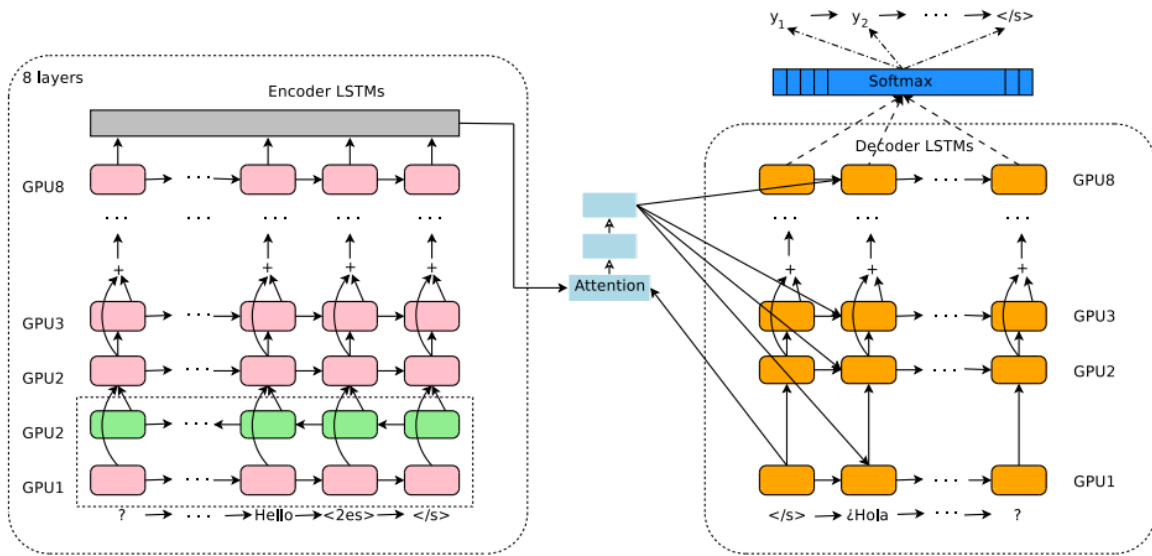 y1 y2 ... </s>
8 layers
Softmax
Encoder LSTMs
Decoder LSTMs
GPU8
...
...
GPU8
... ... ... ... ...
... ... ...
+ + + +
+ + +
Attention
GPU3
...
...
GPU3
GPU2
...
...
GPU2
GPU2
...
GPU1
...
...
GPU1
? ... Hello <2es> </s>
</s> ¿Hola ... ?